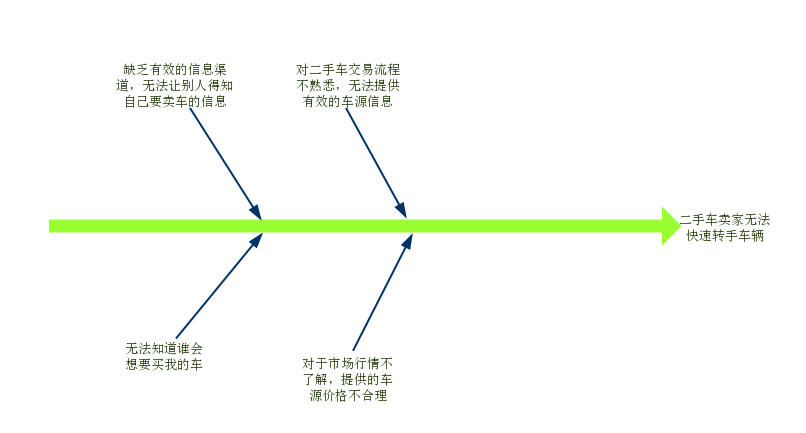 缺乏有效的信息渠
道，无法让别人得知
自己要卖车的信息
对二手车交易流程
不熟悉，无法提供
有效的车源信息
二手车卖家无法
快速转手车辆
无法知道谁会
想要买我的车
对于市场行情不
了解，提供的车
源价格不合理